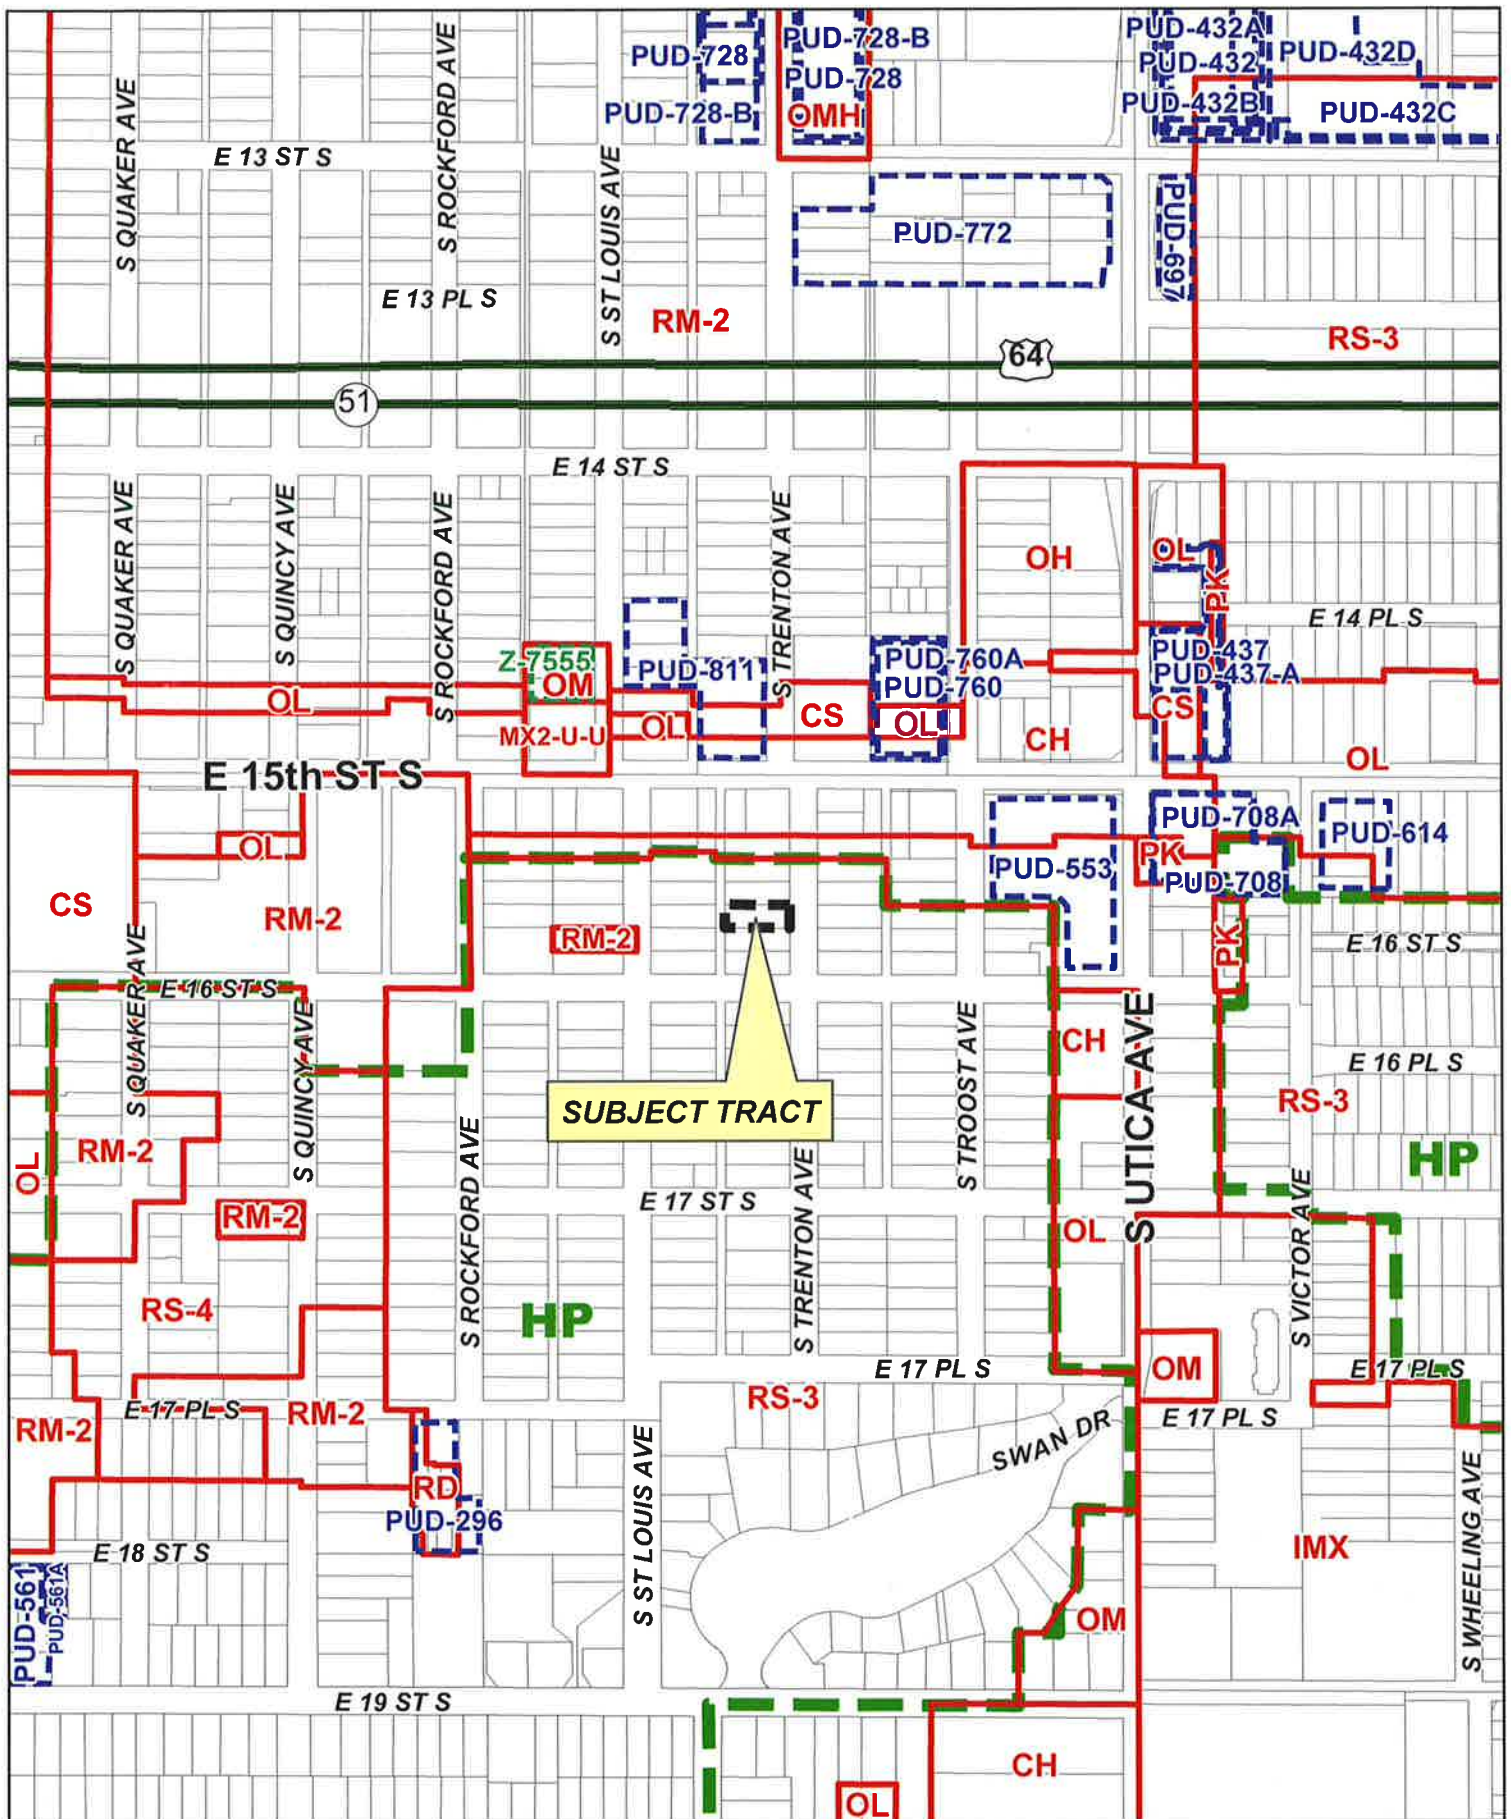 PUD-728
PUD-728-B
PUD-728-B
PUD-728
OMH
PUD-432A
PUD-432
PUD-432B
PUD-432D
PUD-432C
S QUAKER AVE
S ROCKFORD AVE
E 13 ST S
S ST LOUIS AVE
PUD-772
PUD-697
E 13 PL S
RM-2
RS-3
64
51
E 14 ST S
S QUAKER AVE
S QUINCY AVE
S ROCKFORD AVE
S TRENTON AVE
OH
OL
PK
E 14 PL S
Z-7555
OM
PUD-811
PUD-760A
PUD-760
PUD-437
PUD-437-A
OL
MX2-U-U
OL
CS
OL
CH
CS
OL
E 15th ST S
PUD-708A
PUD-614
OL
PK
PUD-553
PUD-708
CS
RM-2
RM-2
PK
E 16 ST S
S QUAKER AVE
E 16 ST S
S QUINCY AVE
S TROOST AVE
CH
S UTICA AVE
E 16 PL S
RS-3
SUBJECT TRACT
RM-2
OL
HP
S ROCKFORD AVE
S TRENTON AVE
E 17 ST S
RM-2
OL
S VICTOR AVE
RS-4
HP
E 17 PL S
OM
E 17 PL S
RS-3
E 17 PL S
RM-2
RM-2
E 17 PL S
SWAN DR
S ST LOUIS AVE
S WHEELING AVE
RD
PUD-296
IMX
E 18 ST S
PUD-561
PUD-561A
OM
E 19 ST S
CH
OL